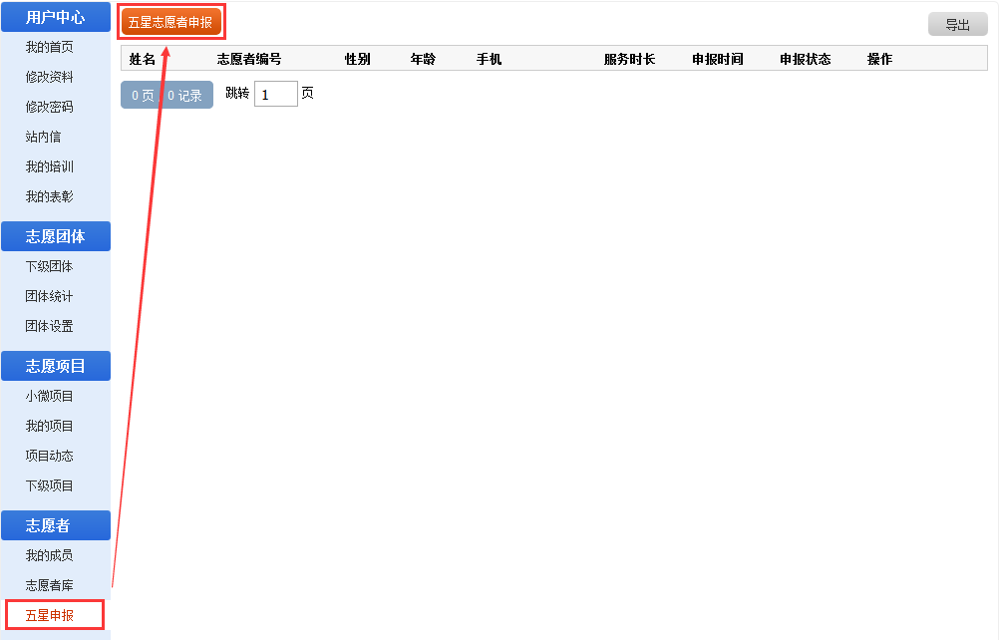 用户中心
我的首页
修改资料
修改密码
站内信
我的培训
我的表彰
志愿团体
下级团体
团体统计
团体设置
志愿项目
小微项目
我的项目
项目动态
下级项目
志愿者
我的成员
志愿者库
五星申报
五星志愿者申报
导出
姓名 志愿者编号 性别 年龄 手机 服务时长 申报时间 申报状态 操作
0 页 0 记录 跳转 1 页